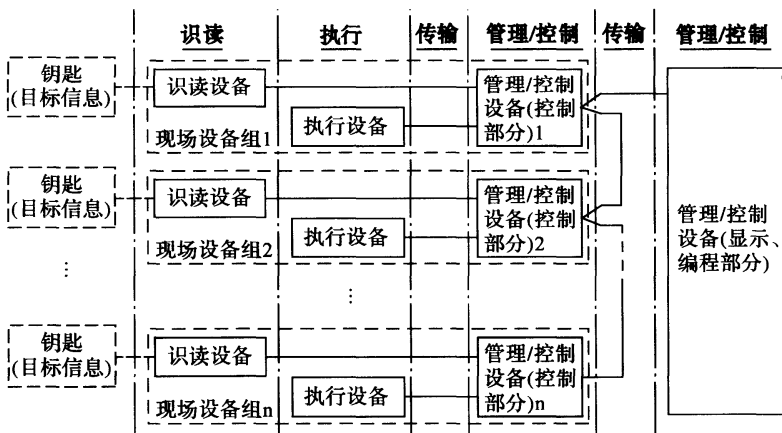 识读 执行 传输 管理/控制 传输 管理/控制
钥匙
(目标信息)
识读设备
执行设备
现场设备组1
管理/控制
设备(控制
部分)1
钥匙
(目标信息)
识读设备
执行设备
现场设备组2
管理/控制
设备(控制
部分)2
⋮
⋮
钥匙
(目标信息)
识读设备
执行设备
现场设备组n
管理/控制
设备(控制
部分)n
管理/控制
设备(显示、
编程部分)